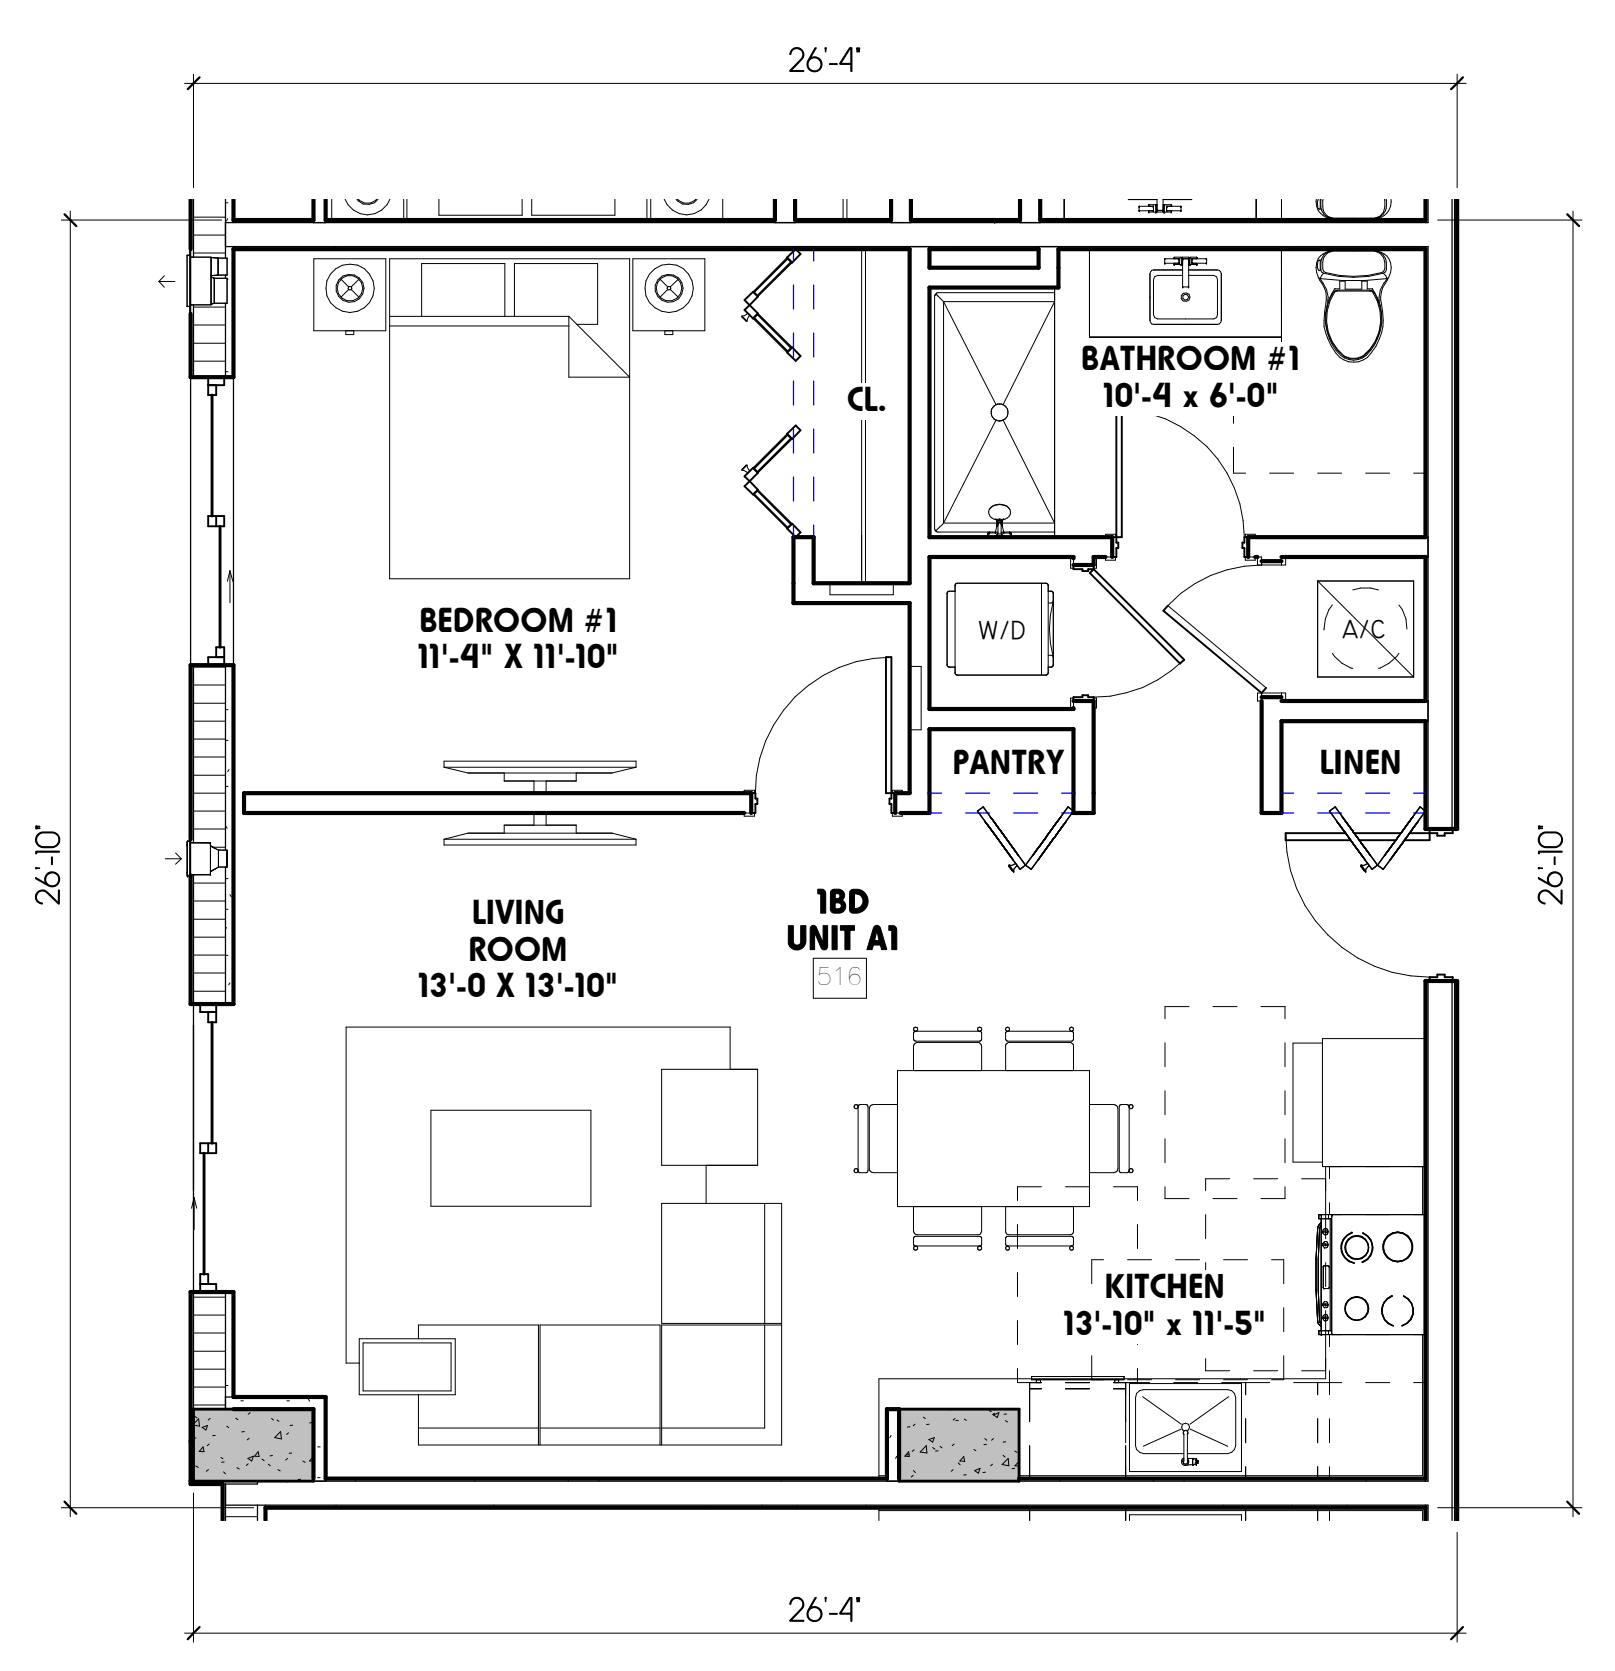 26'-4"
BATHROOM #1
10'-4 x 6'-0"
CL.
BEDROOM #1
11'-4" X 11'-10"
W/D
A/C
PANTRY
LINEN
26'-10"
26'-10"
LIVING
ROOM
13'-0 X 13'-10"
1BD
UNIT A1
516
KITCHEN
13'-10" x 11'-5"
26'-4"